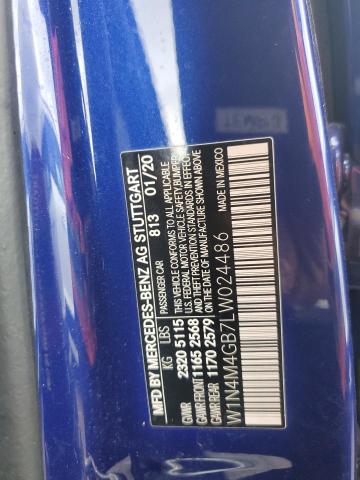 MFD. BY MERCEDES-BENZ AG STUTTGART
PASSENGER CAR 813 01/20
KG LBS THIS VEHICLE CONFORMS TO ALL APPLICABLE
GVWR 2320 5115 U.S. FEDERAL MOTOR VEHICLE SAFETY,BUMPER,
GAWR FRONT 1165 2568 AND THEFT PREVENTION STANDARDS IN EFFECT
GAWR REAR 1170 2579 ON THE DATE OF MANUFACTURE SHOWN ABOVE
MADE IN MEXICO
W1N4M4GB7LW024486